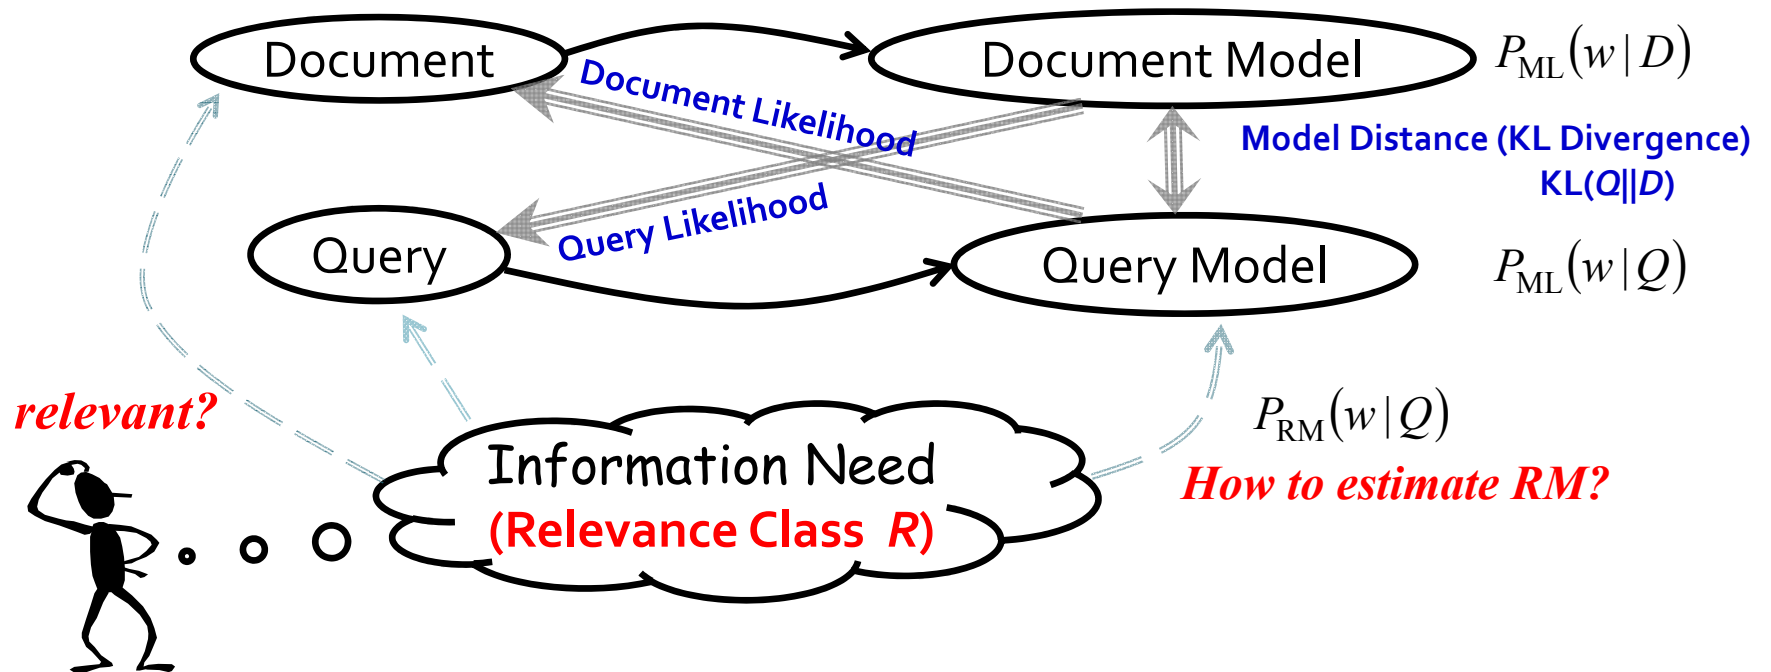 Document
Document Model
P_ML(w | D)
Document Likelihood
Model Distance (KL Divergence)
KL(Q||D)
Query Likelihood
Query
Query Model
P_ML(w | Q)
relevant?
P_RM(w | Q)
Information Need
How to estimate RM?
(Relevance Class R)